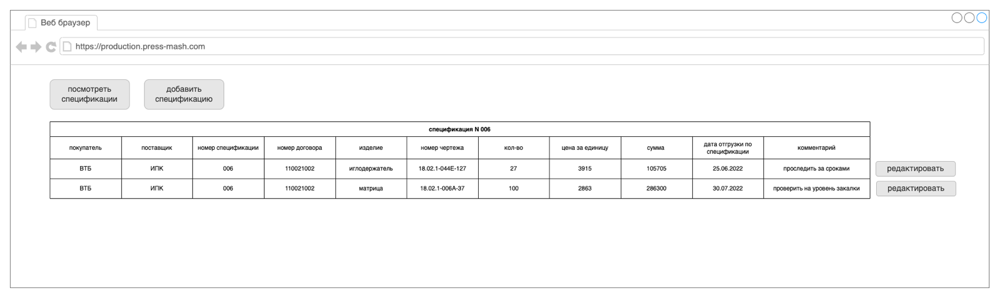 Веб браузер
https://production.press-mash.com
посмотреть спецификации
добавить спецификацию
спецификация N 006
покупатель поставщик номер спецификации номер договора изделие номер чертежа кол-во цена за единицу сумма дата отгрузки по спецификации комментарий
ВТБ ИПК 006 110021002 иглодержатель 18.02.1-044Е-127 27 3915 105705 25.06.2022 проследить за сроками редактировать
ВТБ ИПК 006 110021002 матрица 18.02.1-006А-37 100 2863 286300 30.07.2022 проверить на уровень закалки редактировать